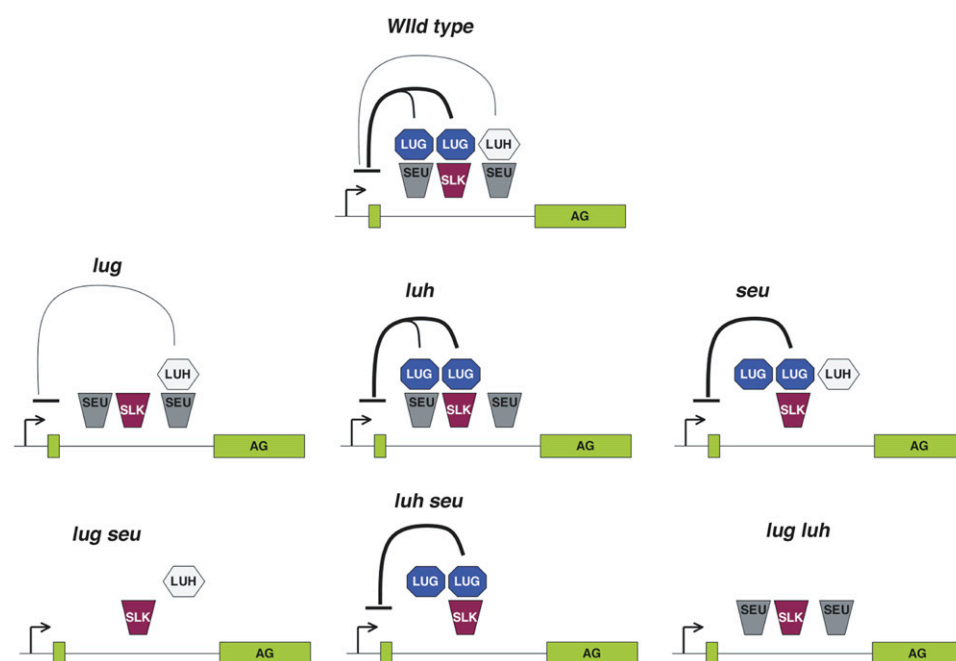 WIld type
LUG LUG LUH
SEU SLK SEU
AG
lug luh seu
LUH LUG LUG LUG LUG LUH
SEU SLK SEU SEU SLK SEU SLK
AG AG AG
lug seu luh seu lug luh
LUH LUG LUG
SLK SLK SEU SLK SEU
AG AG AG